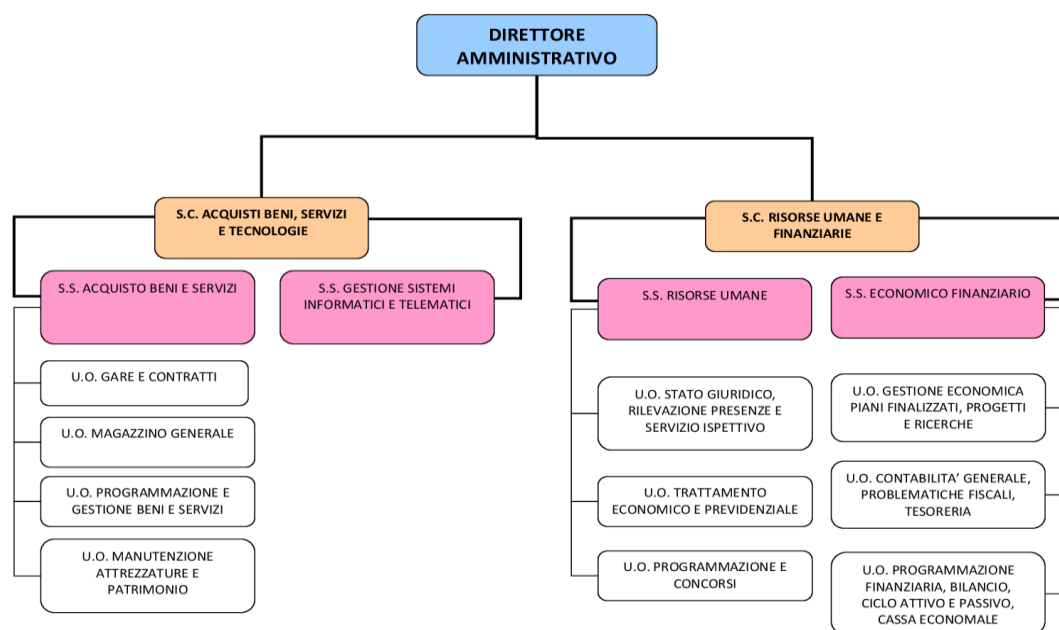 DIRETTORE
AMMINISTRATIVO
S.C. ACQUISTI BENI, SERVIZI
E TECNOLOGIE
S.C. RISORSE UMANE E
FINANZIARIE
S.S. ACQUISTO BENI E SERVIZI
S.S. GESTIONE SISTEMI
INFORMATICI E TELEMATICI
S.S. RISORSE UMANE
S.S. ECONOMICO FINANZIARIO
U.O. GARE E CONTRATTI
U.O. MAGAZZINO GENERALE
U.O. PROGRAMMAZIONE E
GESTIONE BENI E SERVIZI
U.O. MANUTENZIONE
ATTREZZATURE E
PATRIMONIO
U.O. STATO GIURIDICO,
RILEVAZIONE PRESENZE E
SERVIZIO ISPETTIVO
U.O. TRATTAMENTO
ECONOMICO E PREVIDENZIALE
U.O. PROGRAMMAZIONE E
CONCORSI
U.O. GESTIONE ECONOMICA
PIANI FINALIZZATI, PROGETTI
E RICERCHE
U.O. CONTABILITA’ GENERALE,
PROBLEMATICHE FISCALI,
TESORERIA
U.O. PROGRAMMAZIONE
FINANZIARIA, BILANCIO,
CICLO ATTIVO E PASSIVO,
CASSA ECONOMALE